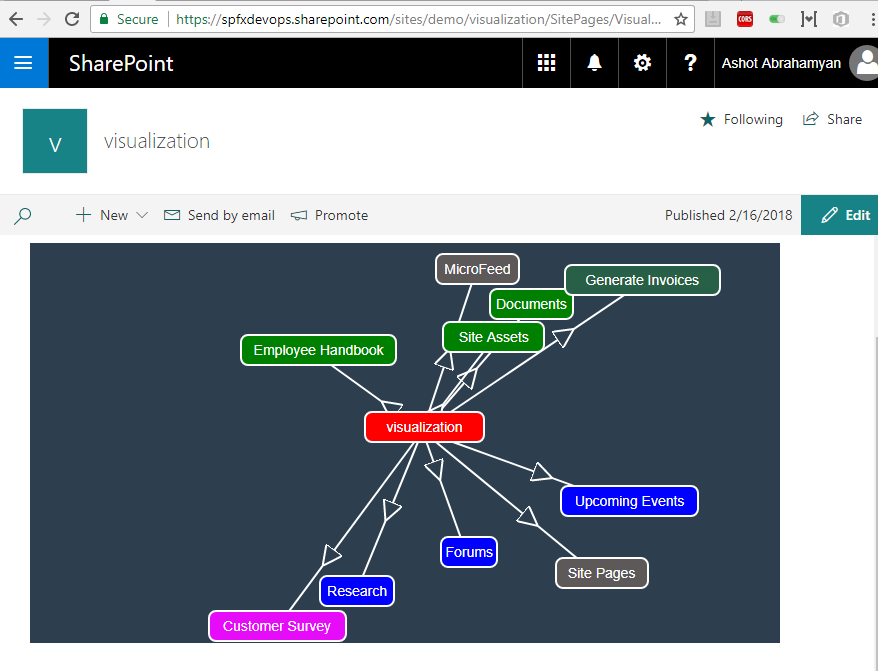 Secure
https://spfxdevops.sharepoint.com/sites/demo/visualization/SitePages/Visual...
CORS
SharePoint
?
Ashot Abrahamyan
V
visualization
Following
Share
New
Send by email
Promote
Published 2/16/2018
Edit
MicroFeed
Generate Invoices
Documents
Site Assets
Employee Handbook
visualization
Upcoming Events
Forums
Site Pages
Research
Customer Survey